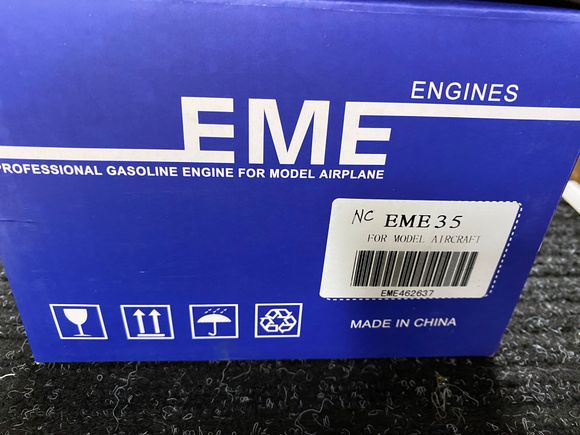 ENGINES
EME
PROFESSIONAL GASOLINE ENGINE FOR MODEL AIRPLANE
NC EME35
FOR MODEL AIRCRAFT
EME462637
MADE IN CHINA